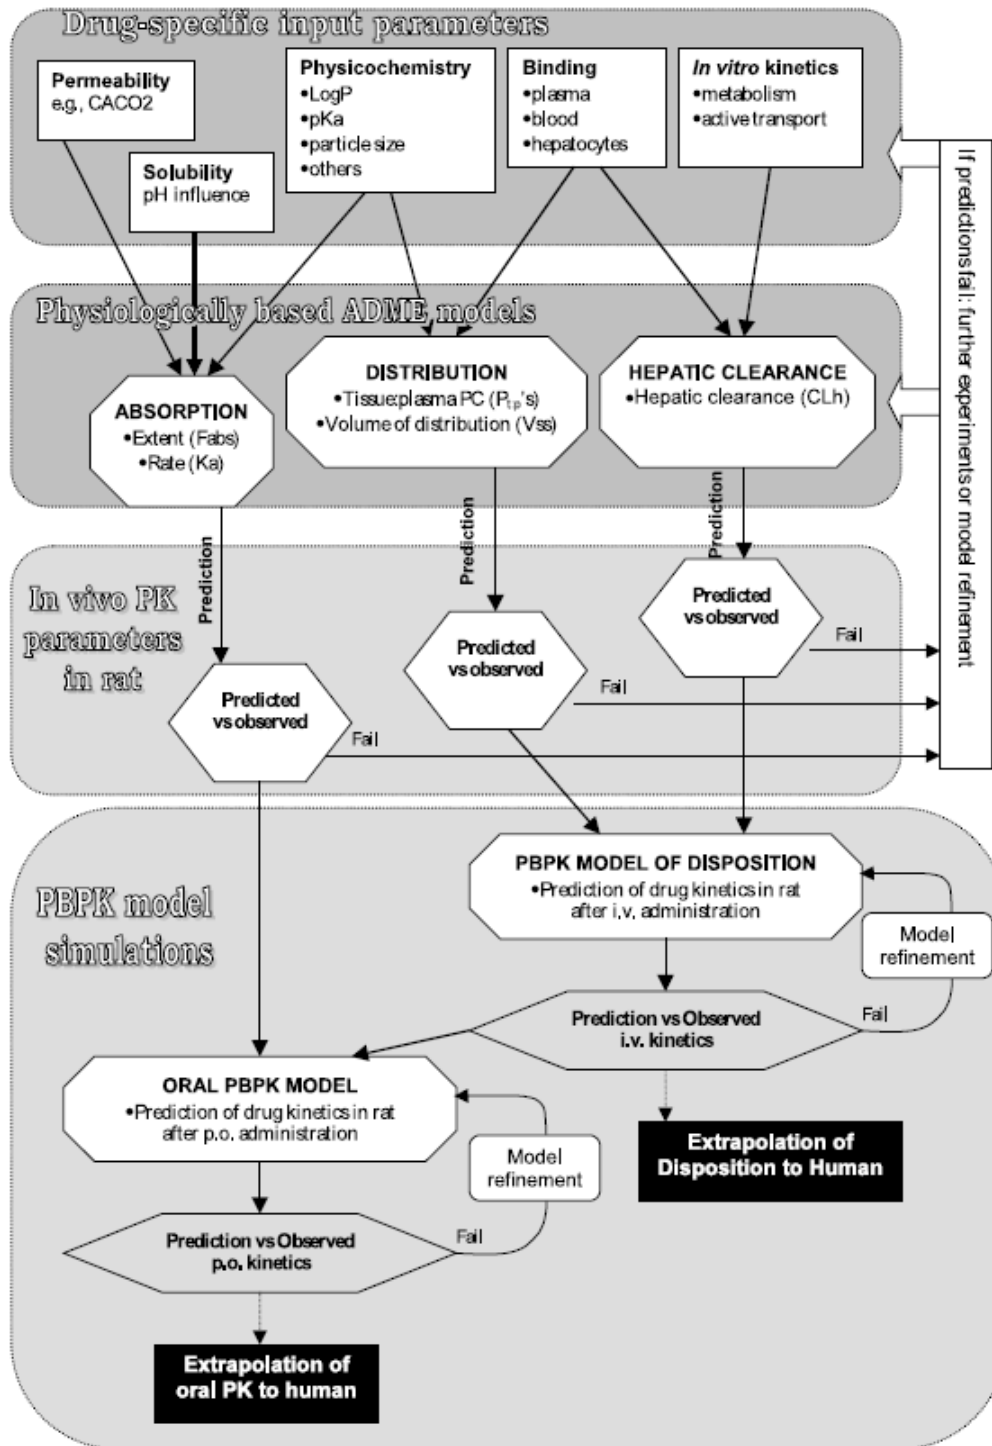 Drug-specific input parameters
Permeability
e.g., CACO2
Solubility
pH influence
Physicochemistry
•LogP
•pKa
•particle size
•others
Binding
•plasma
•blood
•hepatocytes
In vitro kinetics
•metabolism
•active transport
If predictions fail: further experiments or model refinement
Physiologically based ADME models
ABSORPTION
•Extent (Fabs)
•Rate (Ka)
DISTRIBUTION
•Tissue:plasma PC (Pt:p's)
•Volume of distribution (Vss)
HEPATIC CLEARANCE
•Hepatic clearance (CLh)
Prediction
Prediction
Prediction
In vivo PK
parameters
in rat
Predicted
vs observed
Fail
Predicted
vs observed
Fail
Predicted
vs observed
Fail
PBPK model
simulations
PBPK MODEL OF DISPOSITION
•Prediction of drug kinetics in rat
after i.v. administration
Model
refinement
Prediction vs Observed
i.v. kinetics
Fail
Extrapolation of
Disposition to Human
ORAL PBPK MODEL
•Prediction of drug kinetics in rat
after p.o. administration
Model
refinement
Prediction vs Observed
p.o. kinetics
Fail
Extrapolation of
oral PK to human